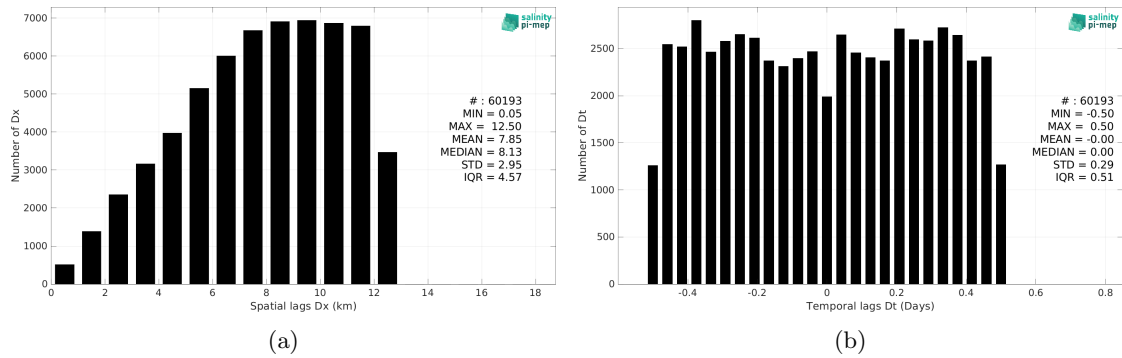 7000
6000
5000
4000
3000
2000
1000
0
Number of Dx
0 2 4 6 8 10 12 14 16 18
Spatial lags Dx (km)
salinity
pi-mep
# : 60193
MIN = 0.05
MAX = 12.50
MEAN = 7.85
MEDIAN = 8.13
STD = 2.95
IQR = 4.57
(a)
2500
2000
1500
1000
500
0
Number of Dt
-0.4 -0.2 0 0.2 0.4 0.6 0.8
Temporal lags Dt (Days)
salinity
pi-mep
# : 60193
MIN = -0.50
MAX = 0.50
MEAN = -0.00
MEDIAN = 0.00
STD = 0.29
IQR = 0.51
(b)